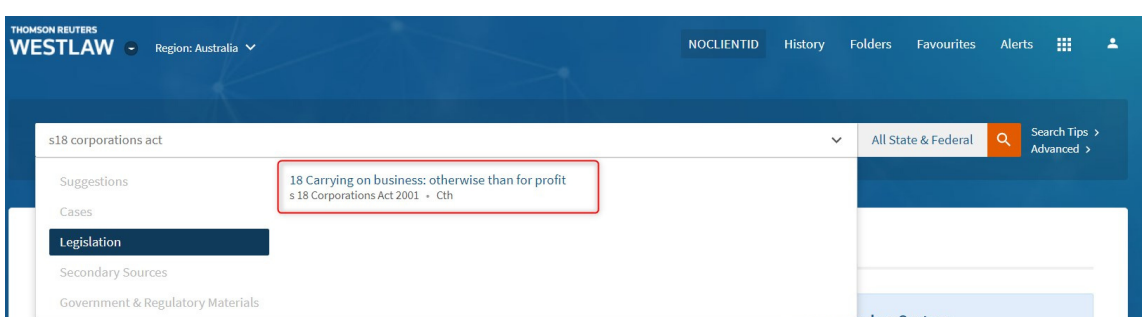 THOMSON REUTERS
WESTLAW Region: Australia NOCLIENTID History Folders Favourites Alerts
s18 corporations act All State & Federal Search Tips >
Advanced >
Suggestions
18 Carrying on business: otherwise than for profit
s 18 Corporations Act 2001 • Cth
Cases
Legislation
Secondary Sources
Government & Regulatory Materials